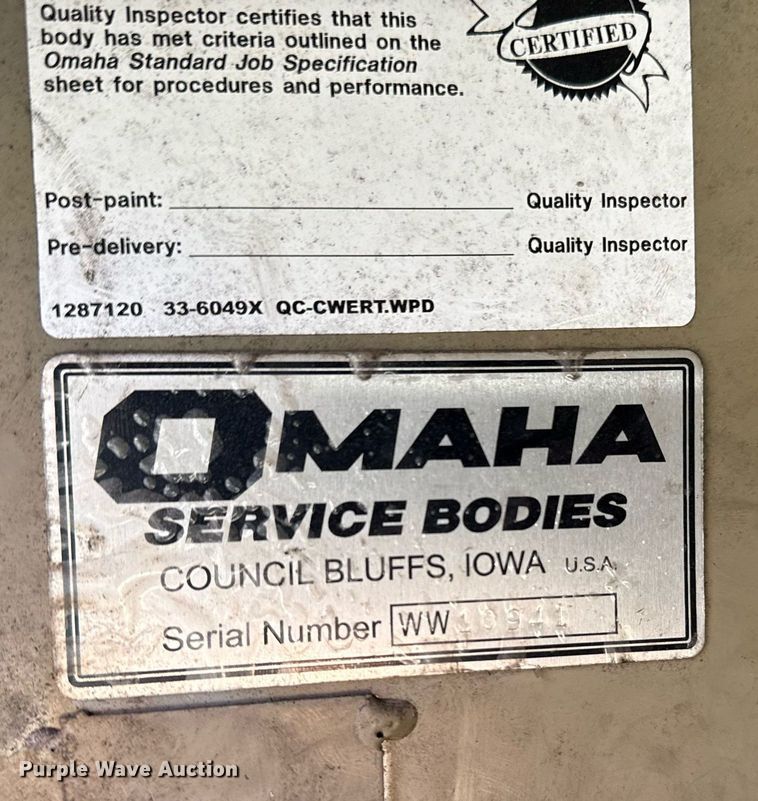 Quality Inspector certifies that this
body has met criteria outlined on the
Omaha Standard Job Specification
sheet for procedures and performance.
CERTIFIED
Post-paint: Quality Inspector
Pre-delivery: Quality Inspector
1287120 33-6049X QC-CWERT.WPD
OMAHA
SERVICE BODIES
COUNCIL BLUFFS, IOWA U.S.A.
Serial Number WW
Purple Wave Auction